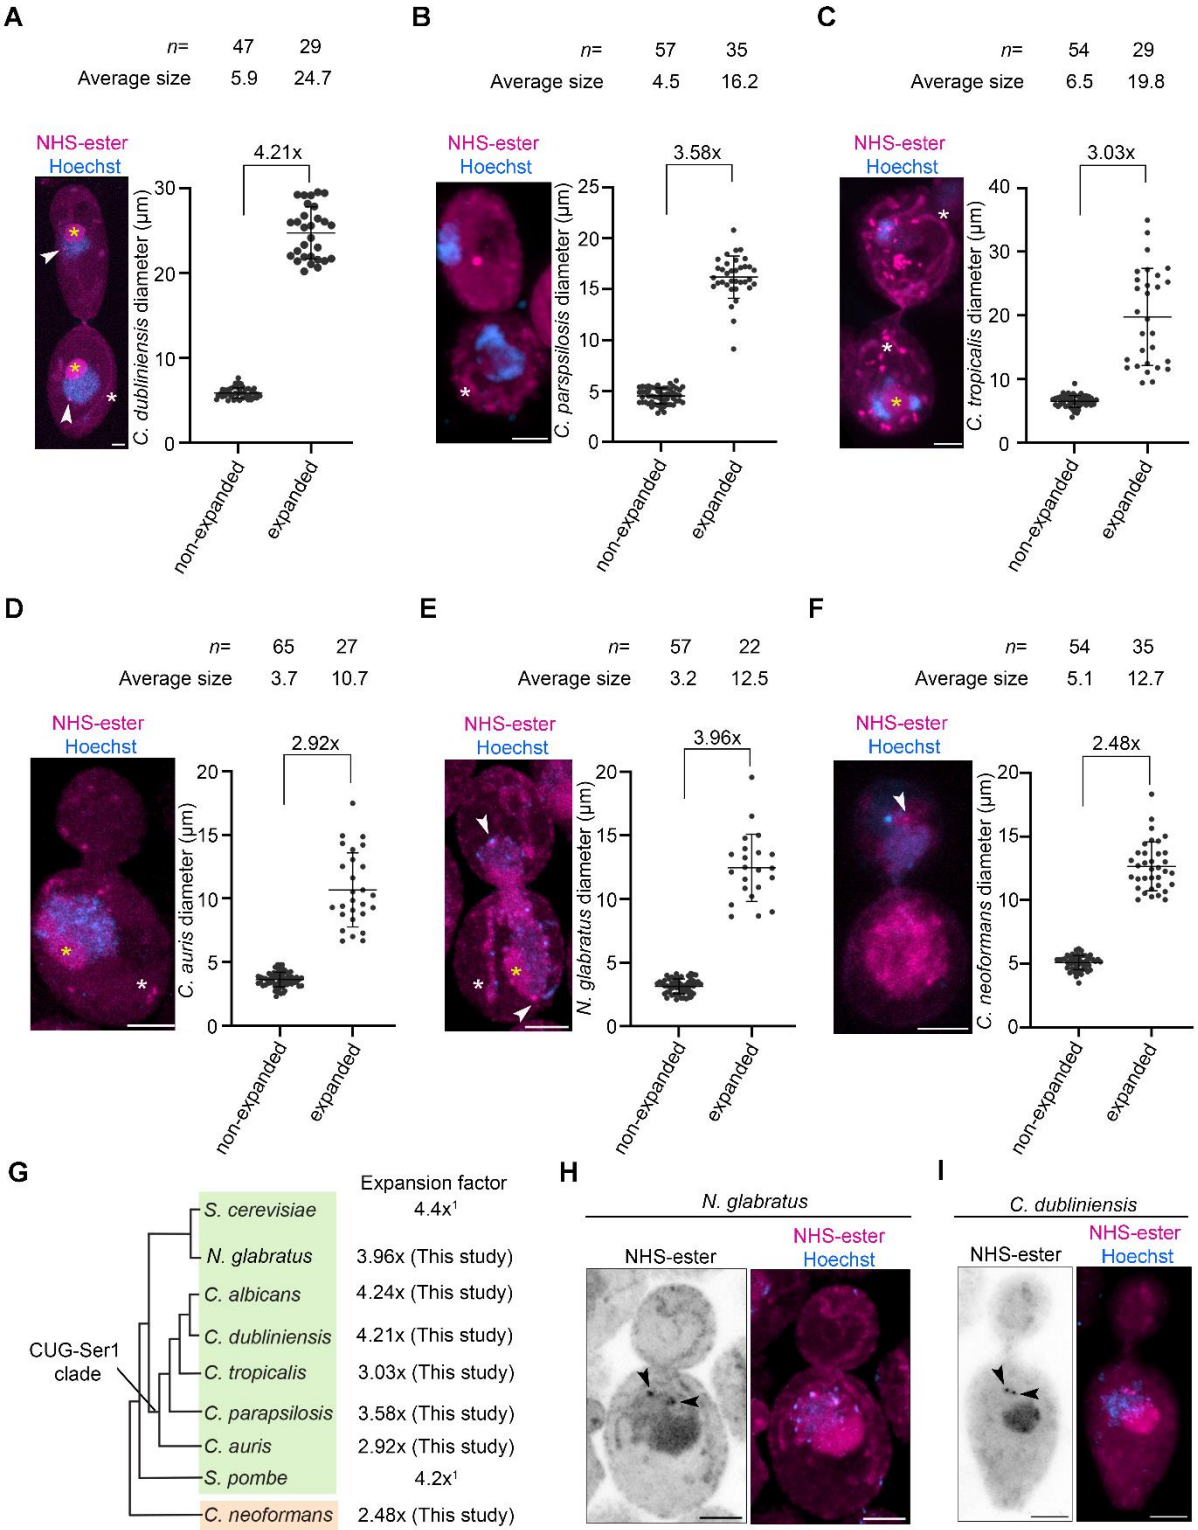 A
n= 47 29
Average size 5.9 24.7
NHS-ester
Hoechst
4.21x
C. dubliniensis diameter (µm)
30
20
10
0
*
*
*
non-expanded
expanded
B
n= 57 35
Average size 4.5 16.2
NHS-ester
Hoechst
3.58x
C. parspsilosis diameter (µm)
25
20
15
10
5
0
*
non-expanded
expanded
C
n= 54 29
Average size 6.5 19.8
NHS-ester
Hoechst
3.03x
C. tropicalis diameter (µm)
40
30
20
10
0
*
*
*
non-expanded
expanded
D
n= 65 27
Average size 3.7 10.7
NHS-ester
Hoechst
2.92x
C. auris diameter (µm)
20
15
10
5
0
*
*
non-expanded
expanded
E
n= 57 22
Average size 3.2 12.5
NHS-ester
Hoechst
3.96x
N. glabratus diameter (µm)
20
15
10
5
0
*
*
non-expanded
expanded
F
n= 54 35
Average size 5.1 12.7
NHS-ester
Hoechst
2.48x
C. neoformans diameter (µm)
20
15
10
5
0
non-expanded
expanded
G
Expansion factor
S. cerevisiae 4.4x¹
N. glabratus 3.96x (This study)
C. albicans 4.24x (This study)
C. dubliniensis 4.21x (This study)
CUG-Ser1
clade
C. tropicalis 3.03x (This study)
C. parapsilosis 3.58x (This study)
C. auris 2.92x (This study)
S. pombe 4.2x¹
C. neoformans 2.48x (This study)
H
N. glabratus
NHS-ester
NHS-ester
Hoechst
I
C. dubliniensis
NHS-ester
NHS-ester
Hoechst